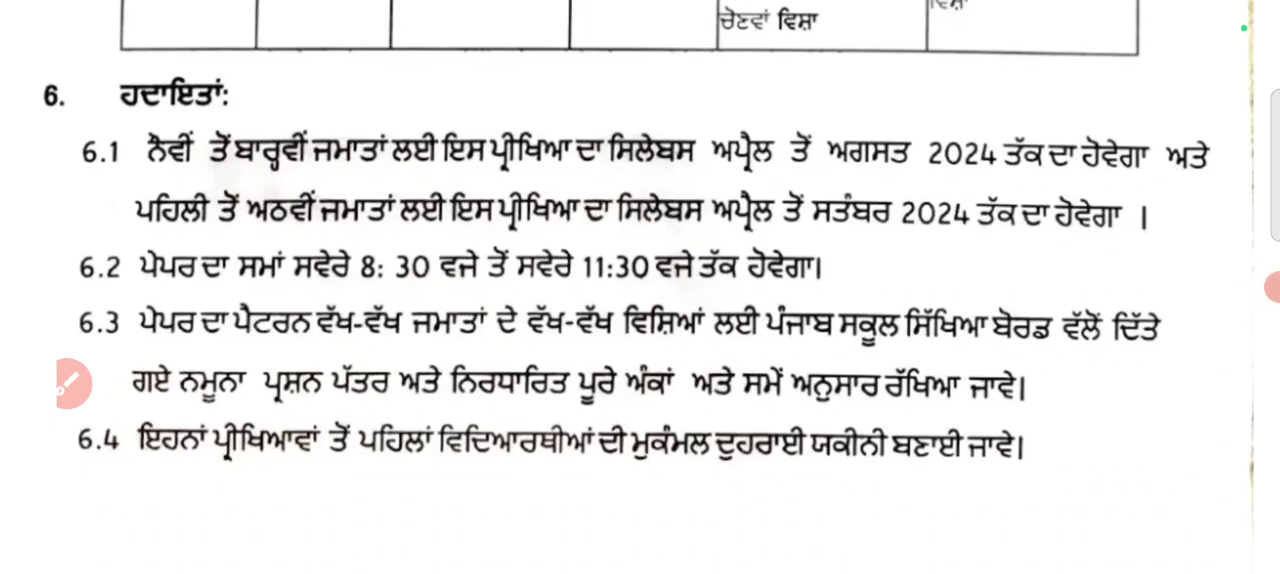 ਚੋਣਵਾਂ ਵਿਸ਼ਾ
6. ਹਦਾਇਤਾਂ:
6.1 ਨੌਵੀਂ ਤੋਂ ਬਾਰ੍ਹਵੀਂ ਜਮਾਤਾਂ ਲਈ ਇਸ ਪ੍ਰੀਖਿਆ ਦਾ ਸਿਲੇਬਸ ਅਪ੍ਰੈਲ ਤੋਂ ਅਗਸਤ 2024 ਤੱਕ ਦਾ ਹੋਵੇਗਾ ਅਤੇ
ਪਹਿਲੀ ਤੋਂ ਅਠਵੀਂ ਜਮਾਤਾਂ ਲਈ ਇਸ ਪ੍ਰੀਖਿਆ ਦਾ ਸਿਲੇਬਸ ਅਪ੍ਰੈਲ ਤੋਂ ਸਤੰਬਰ 2024 ਤੱਕ ਦਾ ਹੋਵੇਗਾ ।
6.2 ਪੇਪਰ ਦਾ ਸਮਾਂ ਸਵੇਰੇ 8: 30 ਵਜੇ ਤੋਂ ਸਵੇਰੇ 11:30 ਵਜੇ ਤੱਕ ਹੋਵੇਗਾ।
6.3 ਪੇਪਰ ਦਾ ਪੈਟਰਨ ਵੱਖ-ਵੱਖ ਜਮਾਤਾਂ ਦੇ ਵੱਖ-ਵੱਖ ਵਿਸ਼ਿਆਂ ਲਈ ਪੰਜਾਬ ਸਕੂਲ ਸਿੱਖਿਆ ਬੋਰਡ ਵੱਲੋਂ ਦਿੱਤੇ
ਗਏ ਨਮੂਨਾ ਪ੍ਰਸ਼ਨ ਪੱਤਰ ਅਤੇ ਨਿਰਧਾਰਿਤ ਪੂਰੇ ਅੰਕਾਂ ਅਤੇ ਸਮੇਂ ਅਨੁਸਾਰ ਰੱਖਿਆ ਜਾਵੇ।
6.4 ਇਹਨਾਂ ਪ੍ਰੀਖਿਆਵਾਂ ਤੋਂ ਪਹਿਲਾਂ ਵਿਦਿਆਰਥੀਆਂ ਦੀ ਮੁਕੰਮਲ ਦੁਹਰਾਈ ਯਕੀਨੀ ਬਣਾਈ ਜਾਵੇ।